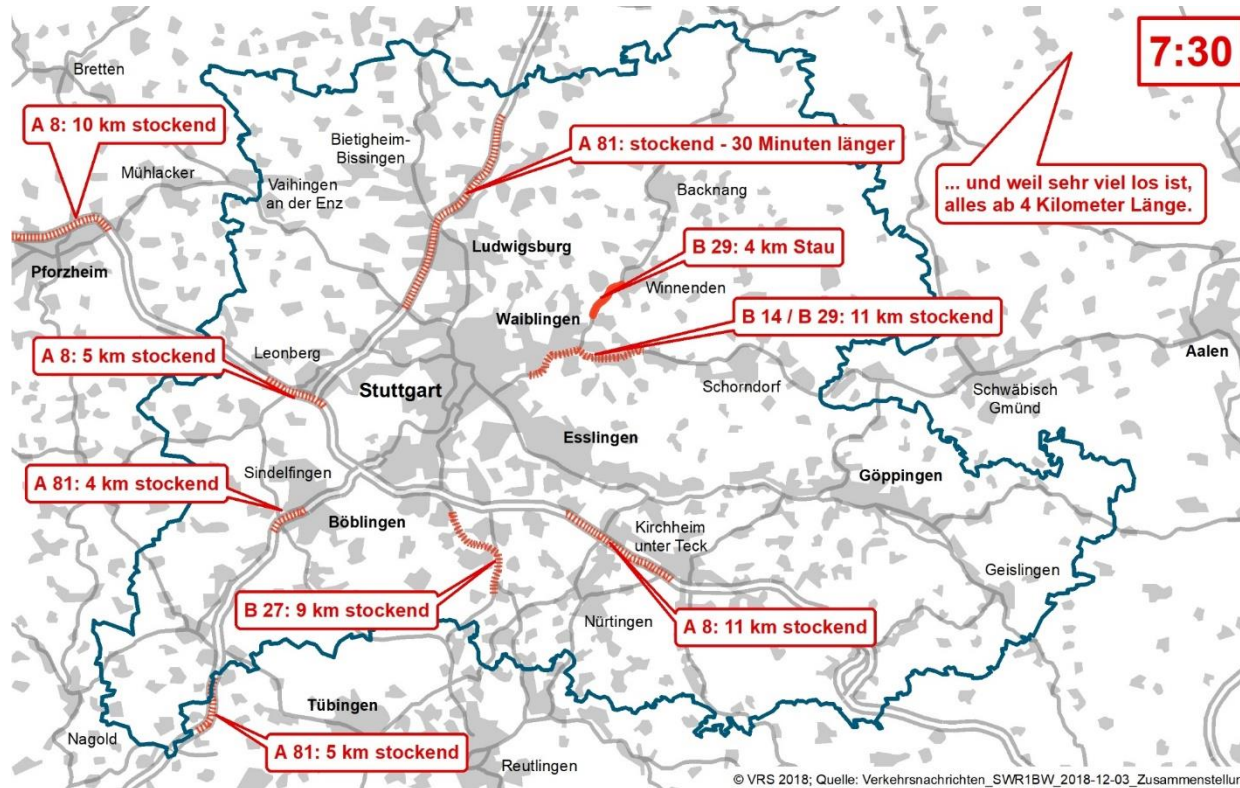 7:30
Bretten
A 8: 10 km stockend
Bietigheim-
Bissingen
A 81: stockend - 30 Minuten länger
Mühlacker
Vaihingen
an der Enz
Backnang
... und weil sehr viel los ist,
alles ab 4 Kilometer Länge.
Ludwigsburg
B 29: 4 km Stau
Pforzheim
Winnenden
Waiblingen
B 14 / B 29: 11 km stockend
A 8: 5 km stockend
Leonberg
Aalen
Stuttgart
Schorndorf
Schwäbisch
Gmünd
Esslingen
Sindelfingen
Göppingen
A 81: 4 km stockend
Böblingen
Kirchheim
unter Teck
Geislingen
B 27: 9 km stockend
Nürtingen
A 8: 11 km stockend
Tübingen
Nagold
A 81: 5 km stockend
Reutlingen
© VRS 2018; Quelle: Verkehrsnachrichten_SWR1BW_2018-12-03_Zusammenstellun